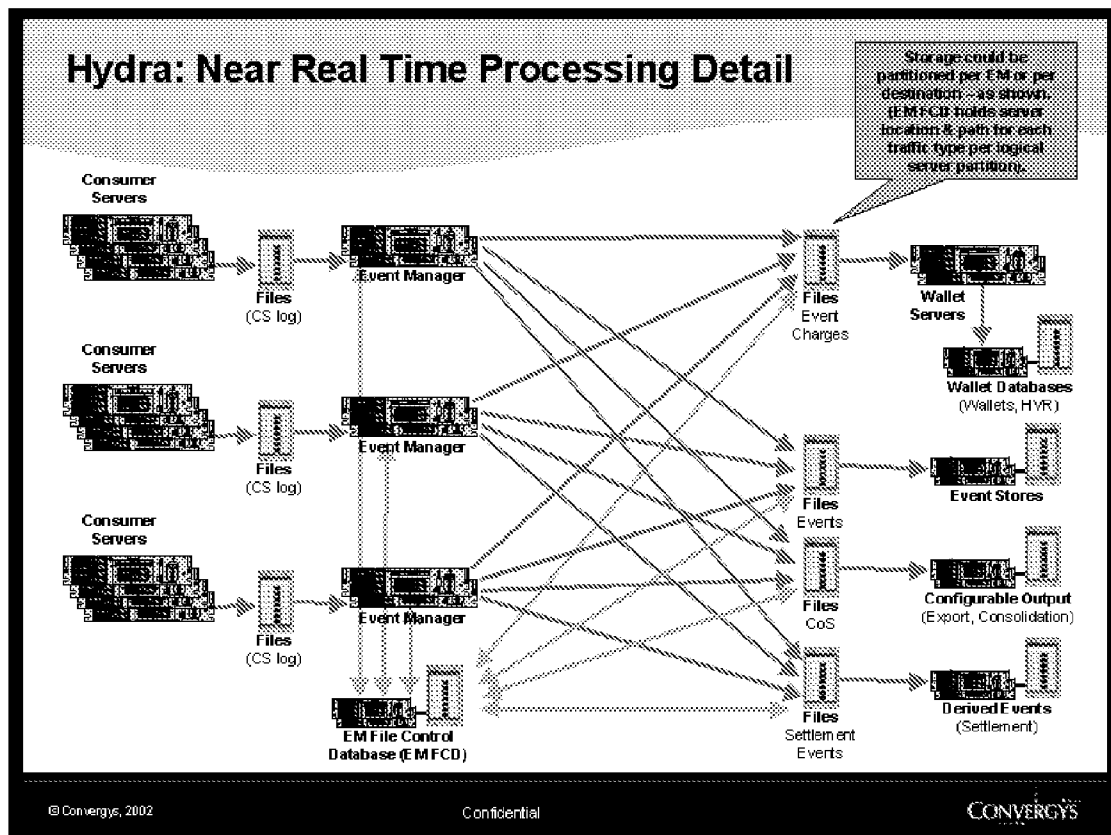 Hydra: Near Real Time Processing Detail
Storage could be
partitioned per EM or per
destination – as shown.
(EM FCD holds server
location & path for each
traffic type per logical
server partition).
Consumer
Servers
Files
(CS log)
Event Manager
Files
Event
Charges
Wallet
Servers
Wallet Databases
(Wallets, HVR)
Consumer
Servers
Files
(CS log)
Event Manager
Files
Events
Event Stores
Consumer
Servers
Files
(CS log)
Event Manager
Files
CoS
Configurable Output
(Export, Consolidation)
EM File Control
Database (EM FCD)
Files
Settlement
Events
Derived Events
(Settlement)
© Convergys, 2002
Confidential
CONVERGYS